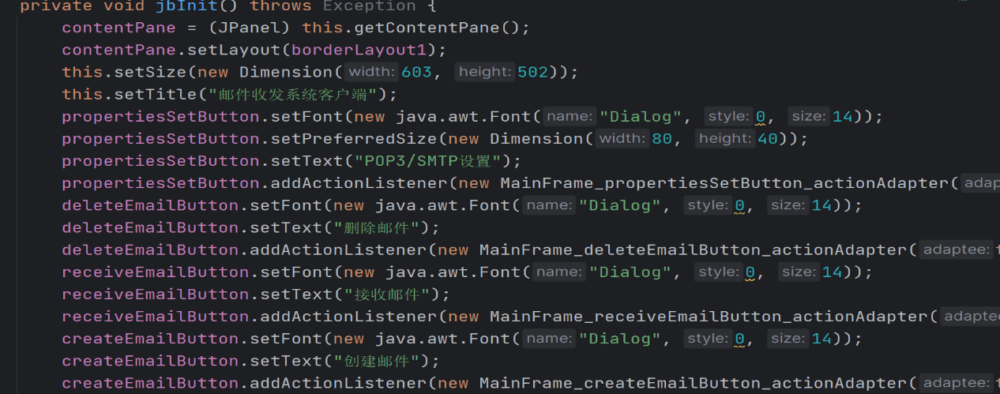 private void jbInit() throws Exception {
contentPane = (JPanel) this.getContentPane();
contentPane.setLayout(borderLayout1);
this.setSize(new Dimension( width: 603, height: 502));
this.setTitle("邮件收发系统客户端");
propertiesSetButton.setFont(new java.awt.Font( name: "Dialog", style: 0, size: 14));
propertiesSetButton.setPreferredSize(new Dimension( width: 80, height: 40));
propertiesSetButton.setText("POP3/SMTP设置");
propertiesSetButton.addActionListener(new MainFrame_propertiesSetButton_actionAdapter( adap
deleteEmailButton.setFont(new java.awt.Font( name: "Dialog", style: 0, size: 14));
deleteEmailButton.setText("删除邮件");
deleteEmailButton.addActionListener(new MainFrame_deleteEmailButton_actionAdapter( adaptee: t
receiveEmailButton.setFont(new java.awt.Font( name: "Dialog", style: 0, size: 14));
receiveEmailButton.setText("接收邮件");
receiveEmailButton.addActionListener(new MainFrame_receiveEmailButton_actionAdapter( adaptee
createEmailButton.setFont(new java.awt.Font( name: "Dialog", style: 0, size: 14));
createEmailButton.setText("创建邮件");
createEmailButton.addActionListener(new MainFrame_createEmailButton_actionAdapter( adaptee: t